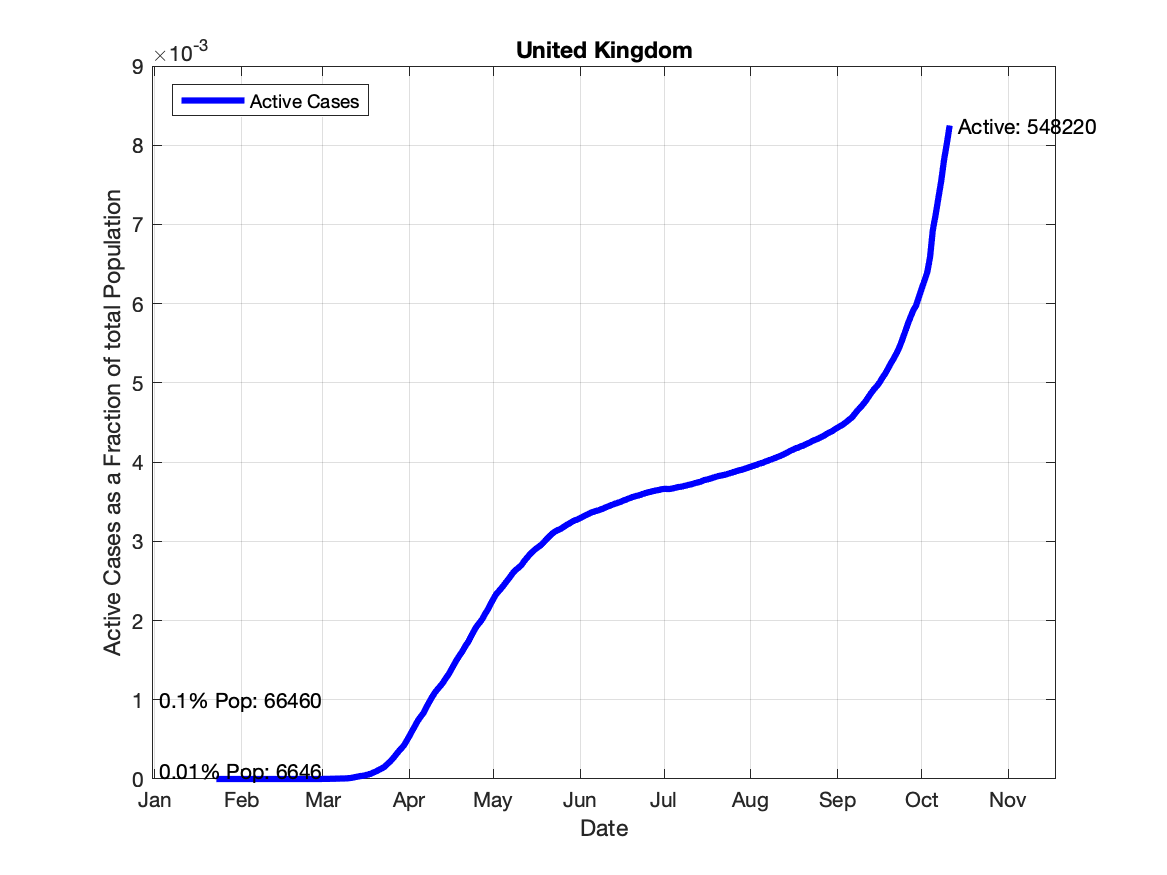 United Kingdom
×10-3
9
Active Cases
Active: 548220
8
7
6
5
4
3
2
1
0.1% Pop: 66460
0.01% Pop: 6646
0
Active Cases as a Fraction of total Population
Jan Feb Mar Apr May Jun Jul Aug Sep Oct Nov
Date